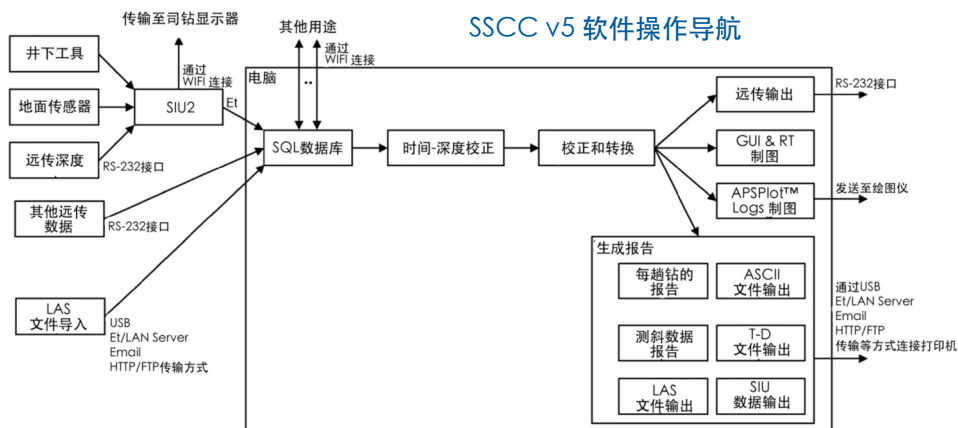 SSCC v5 软件操作导航
传输至司钻显示器
其他用途
通过
WIFI 连接
通过
WIFI 连接
井下工具
地面传感器
远传深度
RS-232接口
SIU2
Et
其他远传
数据
RS-232接口
LAS
文件导入
USB
Et/LAN Server
Email
HTTP/FTP传输方式
电脑
SQL数据库
时间-深度校正
校正和转换
远传输出
RS-232接口
GUI & RT
制图
APSPlot™
Logs 制图
发送至绘图仪
生成报告
每趟钻的
报告
ASCII
文件输出
测斜数据
报告
T-D
文件输出
LAS
文件输出
SIU
数据输出
通过USB
Et/LAN Server
Email
HTTP/FTP
传输等方式连接打印机